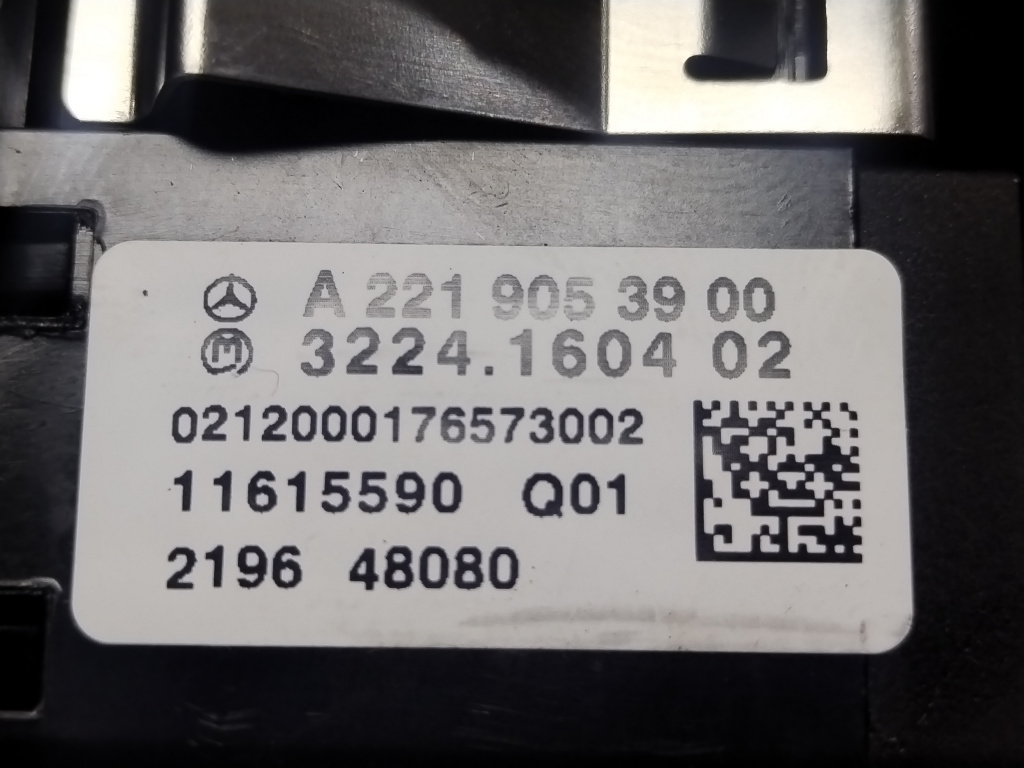 A 221 905 39 00
M 3224.1604 02
0212000176573002
11615590 Q01
2196 48080